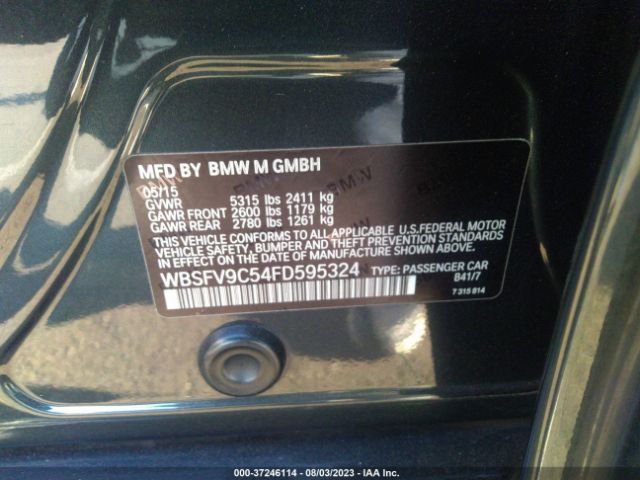 MFD BY BMW M GMBH
05/15
GVWR 5315 lbs 2411 kg
GAWR FRONT 2600 lbs 1179 kg
GAWR REAR 2780 lbs 1261 kg
THIS VEHICLE CONFORMS TO ALL APPLICABLE U.S.FEDERAL MOTOR
VEHICLE SAFETY, BUMPER AND THEFT PREVENTION STANDARDS IN
EFFECT ON THE DATE OF MANUFACTURE SHOWN ABOVE.
WBSFV9C54FD595324 TYPE: PASSENGER CAR
B41/7
7 315 814
000-37246114 - 08/03/2023 - IAA Inc.